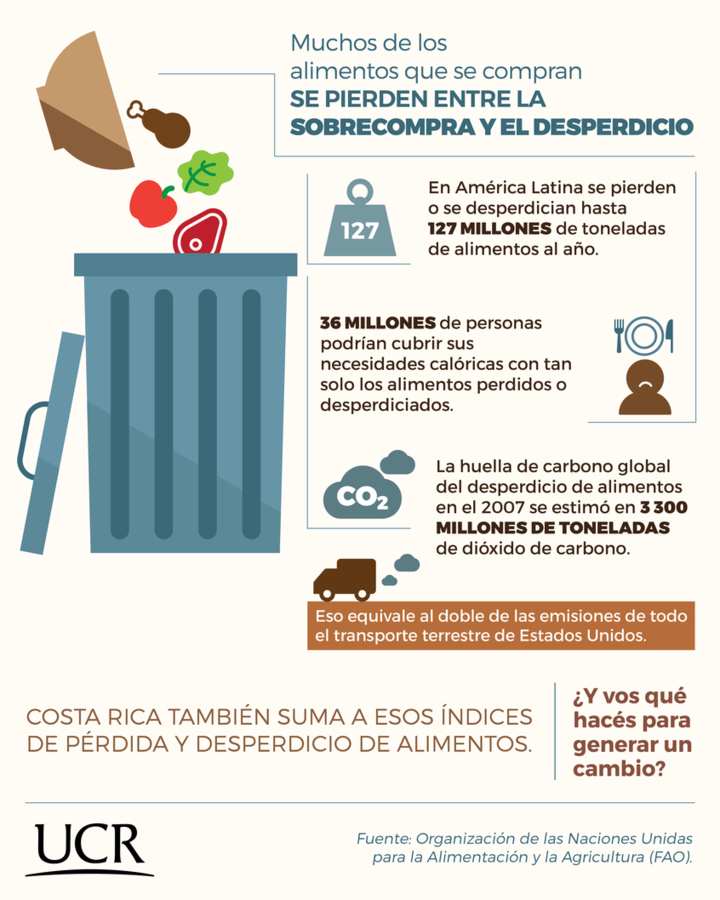 Muchos de los
alimentos que se compran
SE PIERDEN ENTRE LA
SOBRECOMPRA Y EL DESPERDICIO
127
En América Latina se pierden
o se desperdician hasta
127 MILLONES de toneladas
de alimentos al año.
36 MILLONES de personas
podrían cubrir sus
necesidades calóricas con tan
solo los alimentos perdidos o
desperdiciados.
CO₂
La huella de carbono global
del desperdicio de alimentos
en el 2007 se estimó en 3 300
MILLONES DE TONELADAS
de dióxido de carbono.
Eso equivale al doble de las emisiones de todo
el transporte terrestre de Estados Unidos.
COSTA RICA TAMBIÉN SUMA A ESOS ÍNDICES
DE PÉRDIDA Y DESPERDICIO DE ALIMENTOS.
¿Y vos qué
hacés para
generar un
cambio?
UCR
Fuente: Organización de las Naciones Unidas
para la Alimentación y la Agricultura (FAO).